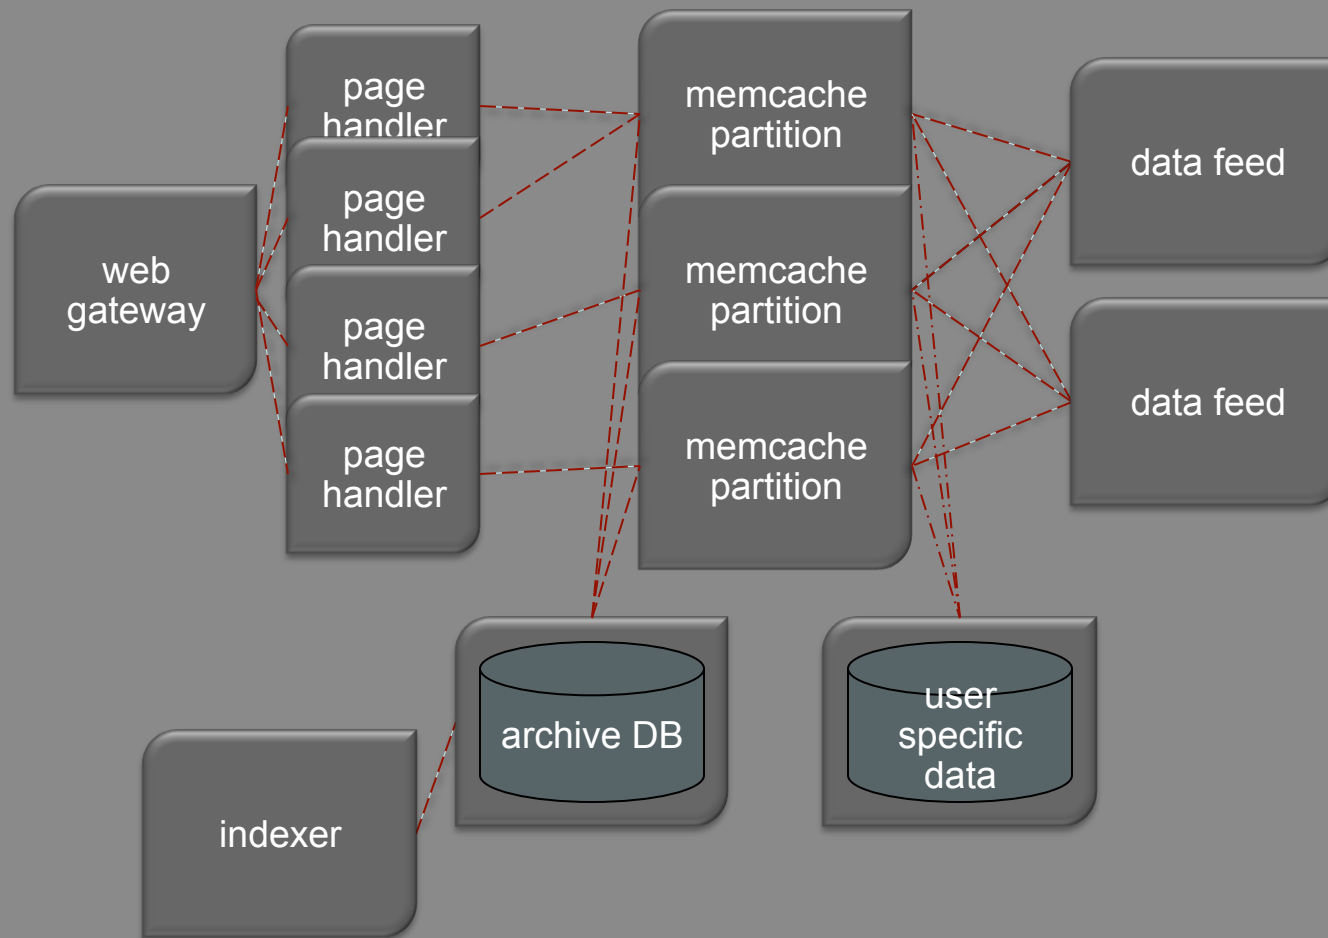 web
gateway
page
handler
page
handler
page
handler
page
handler
memcache
partition
memcache
partition
memcache
partition
data feed
data feed
archive DB
user
specific
data
indexer